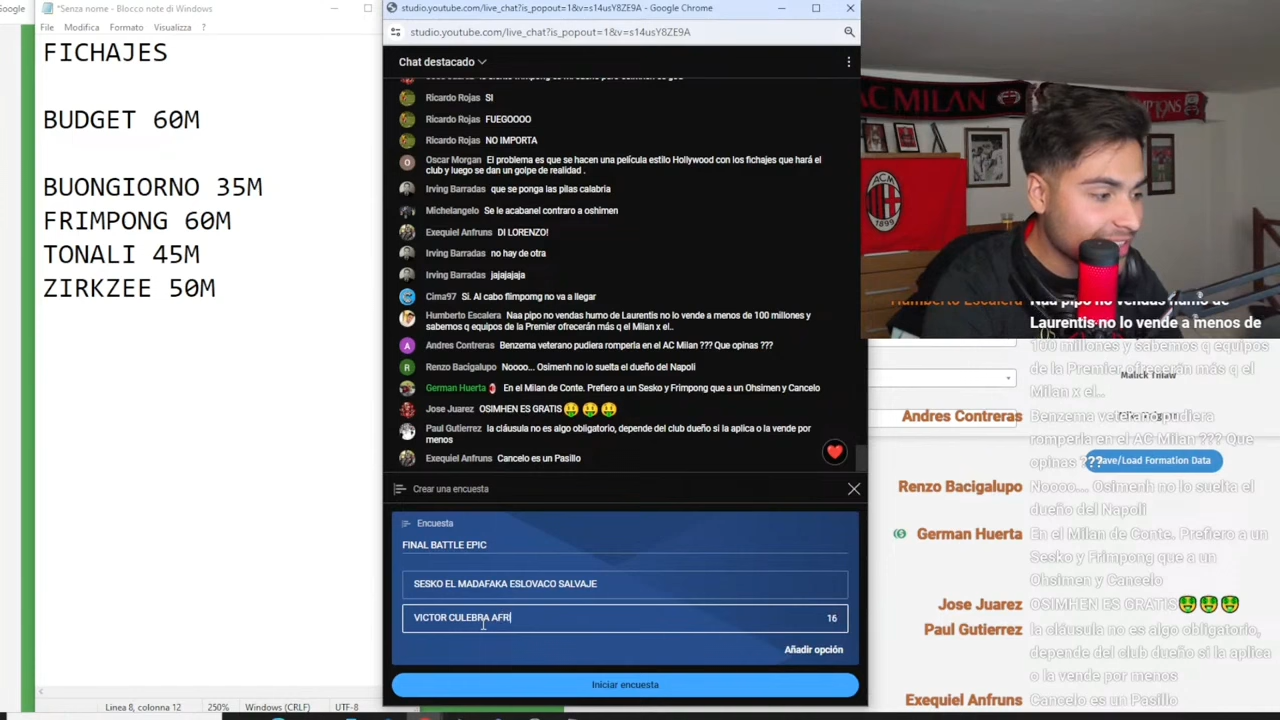 Google
*Senza nome - Blocco note di Windows
File Modifica Formato Visualizza ?
FICHAJES
BUDGET 60M
BUONGIORNO 35M
FRIMPONG 60M
TONALI 45M
ZIRKZEE 50M
Linea 8, colonna 12 250% Windows (CRLF) UTF-8
studio.youtube.com/live_chat?is_popout=1&v=s14usY8ZE9A - Google Chrome
studio.youtube.com/live_chat?is_popout=1&v=s14usY8ZE9A
Chat destacado
Ricardo Rojas SI
Ricardo Rojas FUEGOOOO
Ricardo Rojas NO IMPORTA
Oscar Morgan El problema es que se hacen una película estilo Hollywood con los fichajes que hará el
club y luego se dan un golpe de realidad .
Irving Barradas que se ponga las pilas calabria
Michelangelo Se le acabanel contraro a oshimen
Exequiel Anfruns DI LORENZO!
Irving Barradas no hay de otra
Irving Barradas jajajajaja
Cima97 Si. Al cabo flimpomg no va a llegar
Humberto Escalera Naa pipo no vendas humo de Laurentis no lo vende a menos de 100 millones y
sabemos q equipos de la Premier ofrecerán más q el Milan x el..
Andres Contreras Benzema veterano pudiera romperla en el AC Milan ??? Que opinas ???
Renzo Bacigalupo Noooo... Osimenh no lo suelta el dueño del Napoli
German Huerta En el Milan de Conte. Prefiero a un Sesko y Frimpong que a un Ohsimen y Cancelo
Jose Juarez OSIMHEN ES GRATIS🤑🤑🤑
Paul Gutierrez la cláusula no es algo obligatorio, depende del club dueño si la aplica o la vende por
menos
Exequiel Anfruns Cancelo es un Pasillo
Crear una encuesta
Encuesta
FINAL BATTLE EPIC
SESKO EL MADAFAKA ESLOVACO SALVAJE
VICTOR CULEBRA AFRI 16
Añadir opción
Iniciar encuesta
AC MILAN
ACM
1899
Humberto Escalera Naa pipo no vendas humo de
Laurentis no lo vende a menos de
100 millones y sabemos q equipos de
la Premier ofrecerán más q el
Milan x el..
Malick Thiaw
Andres Contreras Benzema veterano pudiera
romperla en el AC Milan ??? Que
opinas ???
Save/Load Formation Data
Renzo Bacigalupo Noooo... Osimenh no lo suelta el
dueño del Napoli
German Huerta En el Milan de Conte. Prefiero a un
Sesko y Frimpong que a un
Ohsimen y Cancelo
Jose Juarez OSIMHEN ES GRATIS🤑🤑🤑
Paul Gutierrez la cláusula no es algo obligatorio,
depende del club dueño si la aplica o
la vende por menos
Exequiel Anfruns Cancelo es un Pasillo